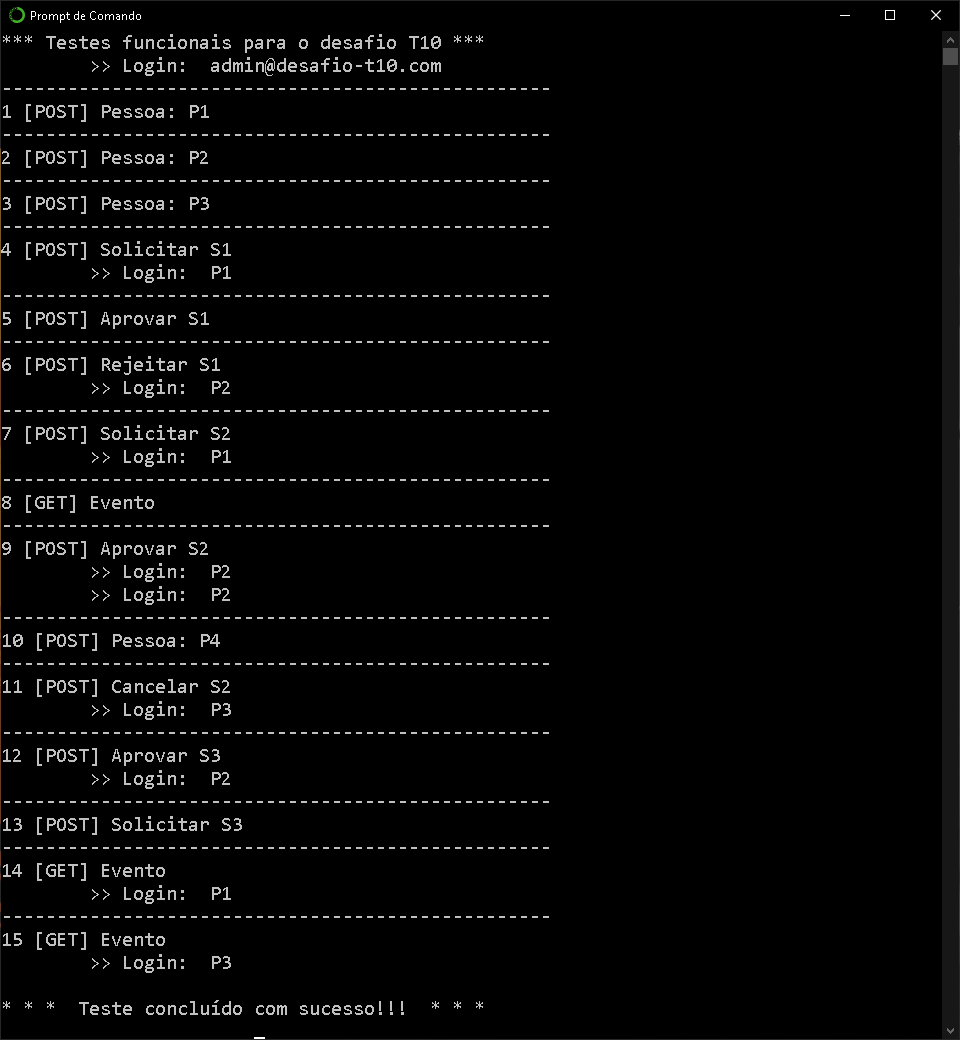 Prompt de Comando
*** Testes funcionais para o desafio T10 ***
>> Login:  admin@desafio-t10.com
--------------------------------------------------
1 [POST] Pessoa: P1
--------------------------------------------------
2 [POST] Pessoa: P2
--------------------------------------------------
3 [POST] Pessoa: P3
--------------------------------------------------
4 [POST] Solicitar S1
>> Login:  P1
--------------------------------------------------
5 [POST] Aprovar S1
--------------------------------------------------
6 [POST] Rejeitar S1
>> Login:  P2
--------------------------------------------------
7 [POST] Solicitar S2
>> Login:  P1
--------------------------------------------------
8 [GET] Evento
--------------------------------------------------
9 [POST] Aprovar S2
>> Login:  P2
>> Login:  P2
--------------------------------------------------
10 [POST] Pessoa: P4
--------------------------------------------------
11 [POST] Cancelar S2
>> Login:  P3
--------------------------------------------------
12 [POST] Aprovar S3
>> Login:  P2
--------------------------------------------------
13 [POST] Solicitar S3
--------------------------------------------------
14 [GET] Evento
>> Login:  P1
--------------------------------------------------
15 [GET] Evento
>> Login:  P3
* * *  Teste concluído com sucesso!!!  * * *